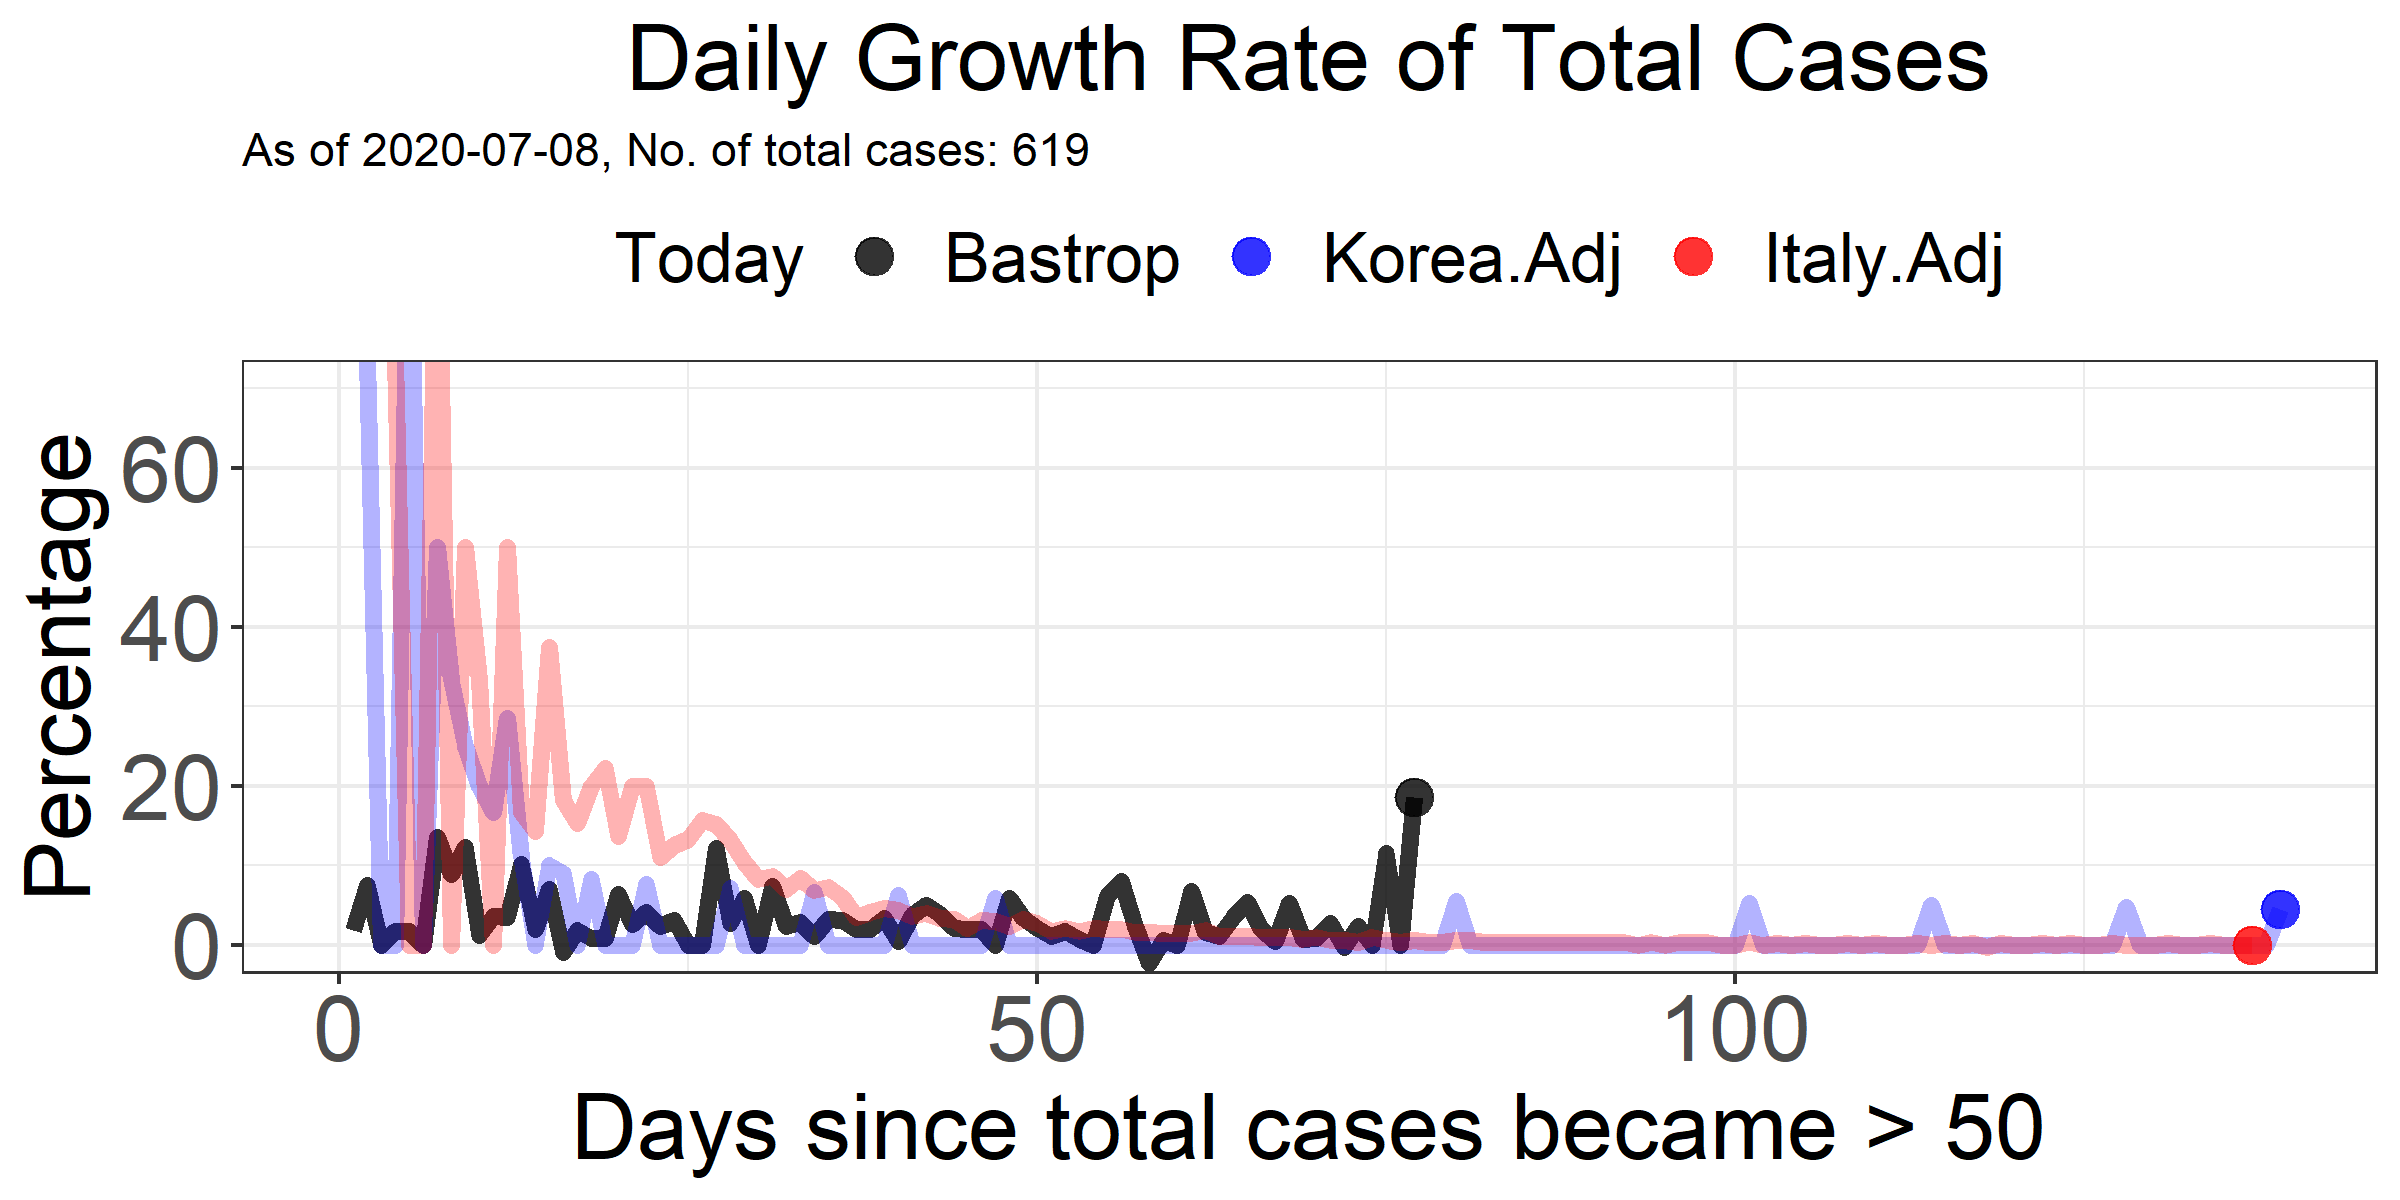 Daily Growth Rate of Total Cases
As of 2020-07-08, No. of total cases: 619
Today Bastrop Korea.Adj Italy.Adj
Percentage
60
40
20
0
0 50 100
Days since total cases became > 50